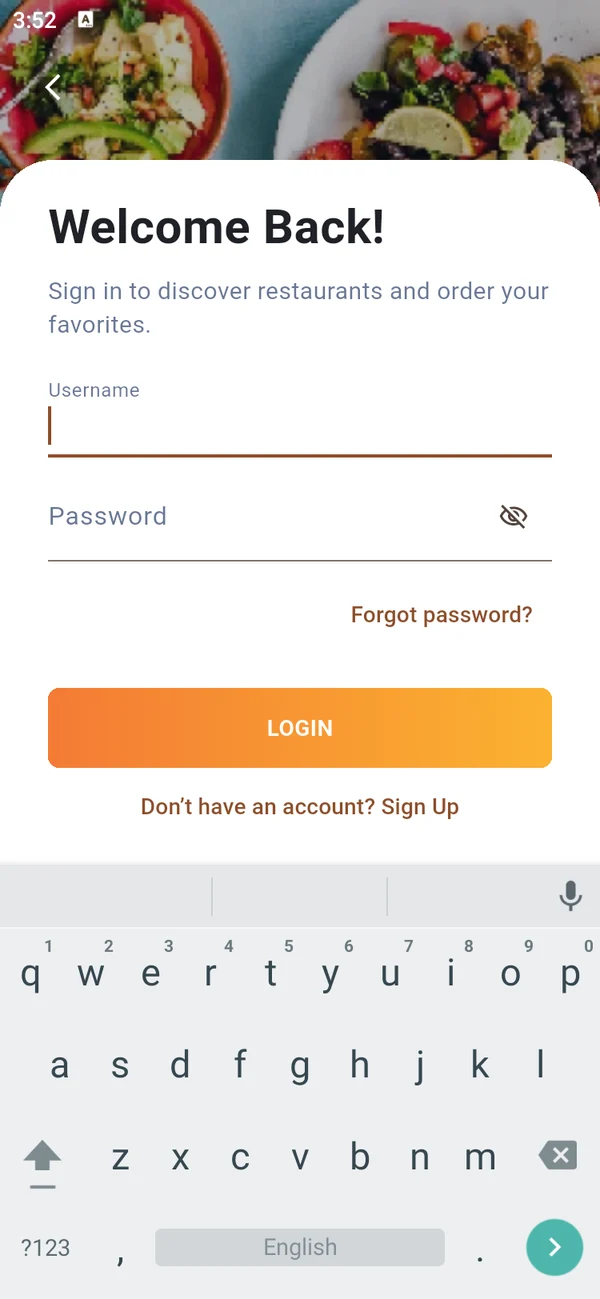 3:52
Welcome Back!
Sign in to discover restaurants and order your
favorites.
Username
Password
Forgot password?
LOGIN
Don’t have an account? Sign Up
1 2 3 4 5 6 7 8 9 0
q w e r t y u i o p
a s d f g h j k l
z x c v b n m
?123 , English .